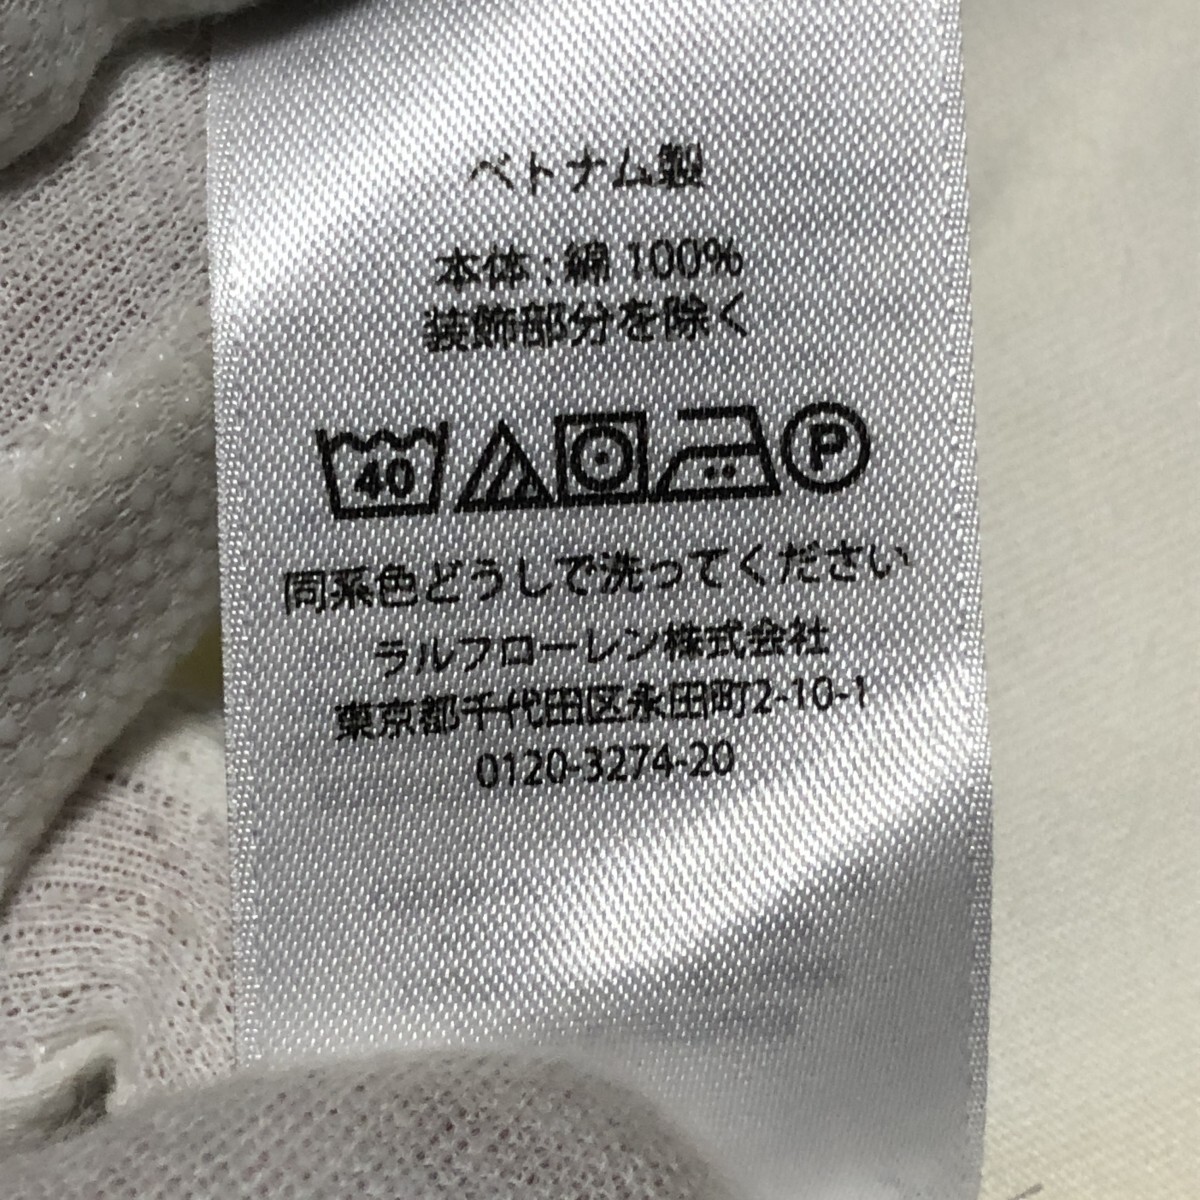 ベトナム製
本体:綿 100%
装飾部分を除く
40 P
同系色どうしで洗ってください
ラルフローレン株式会社
東京都千代田区永田町2-10-1
0120-3274-20